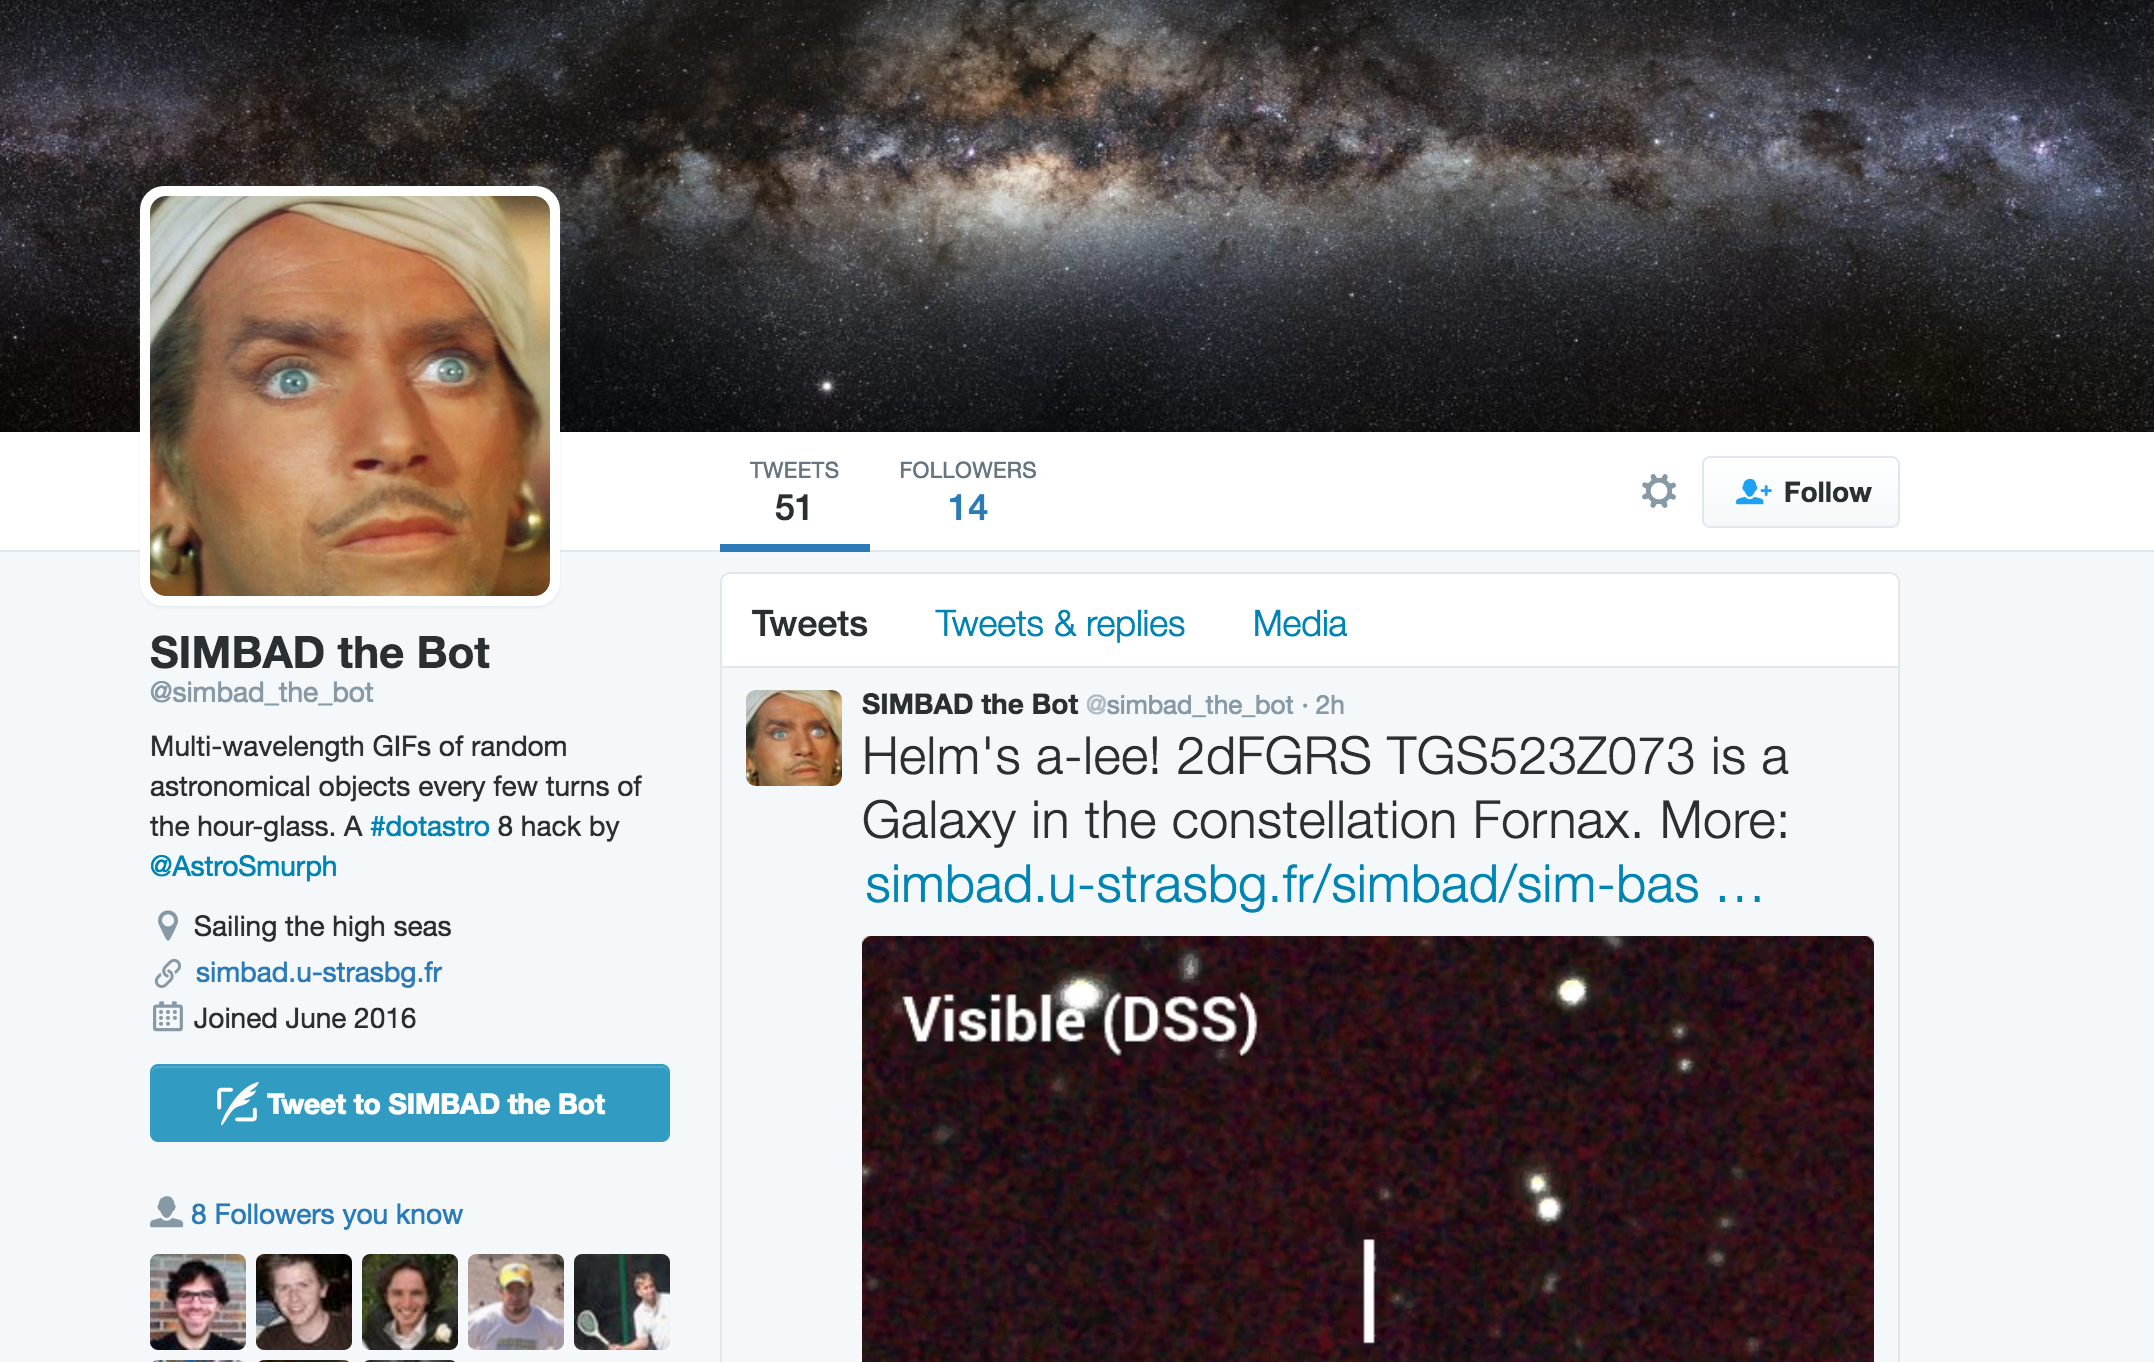 TWEETS
51
FOLLOWERS
14
Follow
SIMBAD the Bot
@simbad_the_bot
Multi-wavelength GIFs of random
astronomical objects every few turns of
the hour-glass. A #dotastro 8 hack by
@AstroSmurph
Sailing the high seas
simbad.u-strasbg.fr
Joined June 2016
Tweet to SIMBAD the Bot
8 Followers you know
Tweets
Tweets & replies
Media
SIMBAD the Bot @simbad_the_bot · 2h
Helm's a-lee! 2dFGRS TGS523Z073 is a
Galaxy in the constellation Fornax. More:
simbad.u-strasbg.fr/simbad/sim-bas …
Visible (DSS)